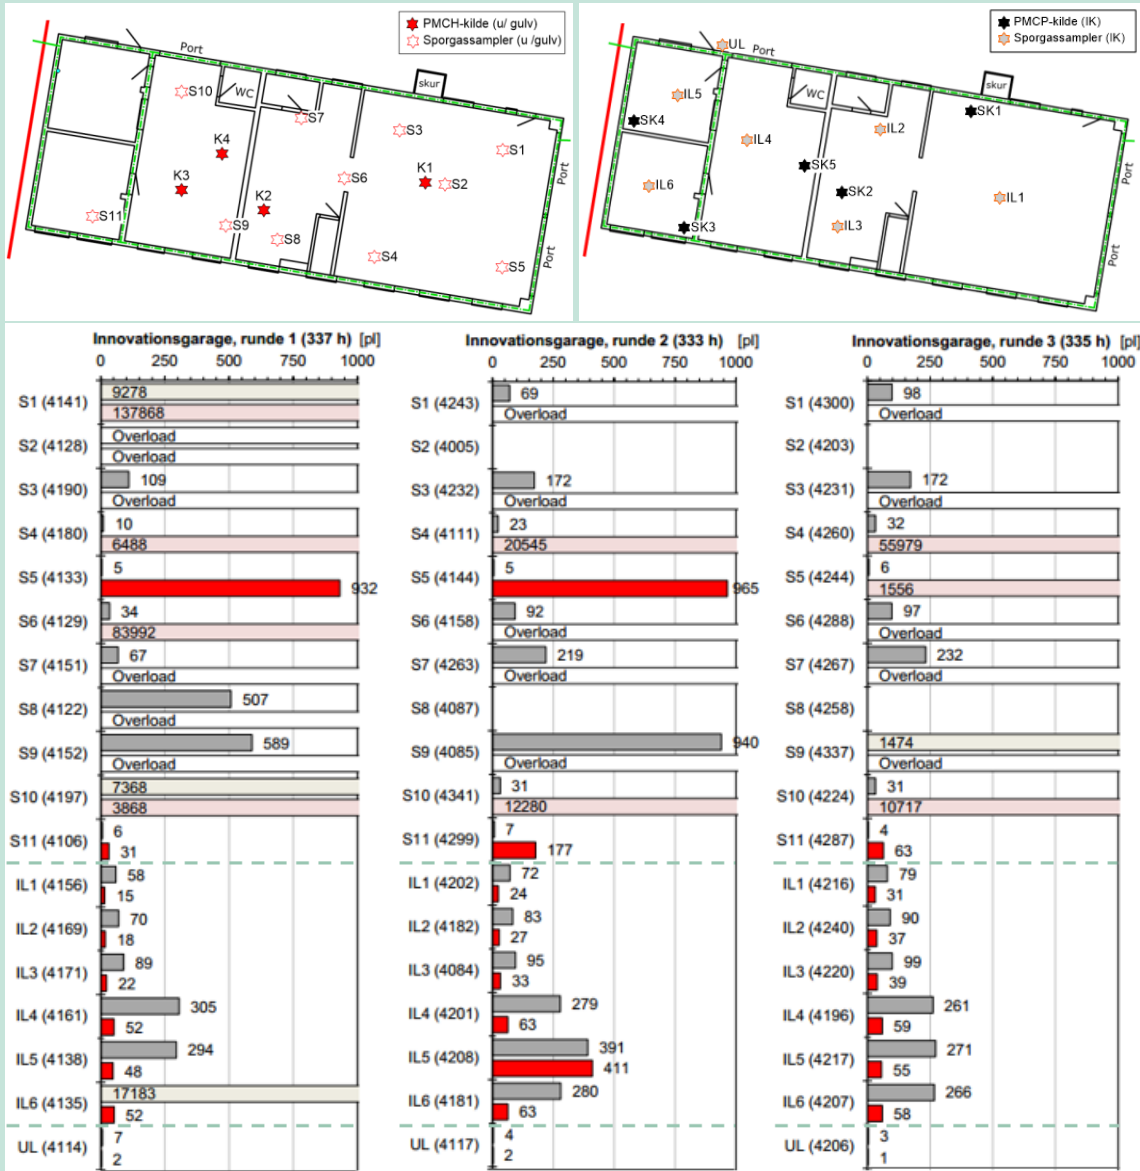 PMCH-kilde (u/ gulv)
Sporgassampler (u /gulv)
Port
skur
WC
S10
S7
S3
S1
K4
K1
S2
S6
K3
K2
S11
S9
S8
S4
S5
Port
Port
PMCP-kilde (IK)
Sporgassampler (IK)
UL
Port
skur
IL5
WC
SK1
SK4
IL2
IL4
SK5
IL6
SK2
IL1
SK3
IL3
Port
Port
Innovationsgarage, runde 1 (337 h) [pl]
0 250 500 750 1000
S1 (4141) 9278
137868
S2 (4128) Overload
Overload
S3 (4190) 109
Overload
S4 (4180) 10
6488
S5 (4133) 5
932
S6 (4129) 34
83992
S7 (4151) 67
Overload
S8 (4122) 507
Overload
S9 (4152) 589
Overload
S10 (4197) 7368
3868
S11 (4106) 6
31
IL1 (4156) 58
15
IL2 (4169) 70
18
IL3 (4171) 89
22
IL4 (4161) 305
52
IL5 (4138) 294
48
IL6 (4135) 17183
52
UL (4114) 7
2
Innovationsgarage, runde 2 (333 h) [pl]
0 250 500 750 1000
S1 (4243) 69
Overload
S2 (4005)
S3 (4232) 172
Overload
S4 (4111) 23
20545
S5 (4144) 5
965
S6 (4158) 92
Overload
S7 (4263) 219
Overload
S8 (4087)
S9 (4085) 940
Overload
S10 (4341) 31
12280
S11 (4299) 7
177
IL1 (4202) 72
24
IL2 (4182) 83
27
IL3 (4084) 95
33
IL4 (4201) 279
63
IL5 (4208) 391
411
IL6 (4181) 280
63
UL (4117) 4
2
Innovationsgarage, runde 3 (335 h) [pl]
0 250 500 750 1000
S1 (4300) 98
Overload
S2 (4203)
S3 (4231) 172
Overload
S4 (4260) 32
55979
S5 (4244) 6
1556
S6 (4288) 97
Overload
S7 (4267) 232
Overload
S8 (4258)
S9 (4337) 1474
Overload
S10 (4224) 31
10717
S11 (4287) 4
63
IL1 (4216) 79
31
IL2 (4240) 90
37
IL3 (4220) 99
39
IL4 (4196) 261
59
IL5 (4217) 271
55
IL6 (4207) 266
58
UL (4206) 3
1